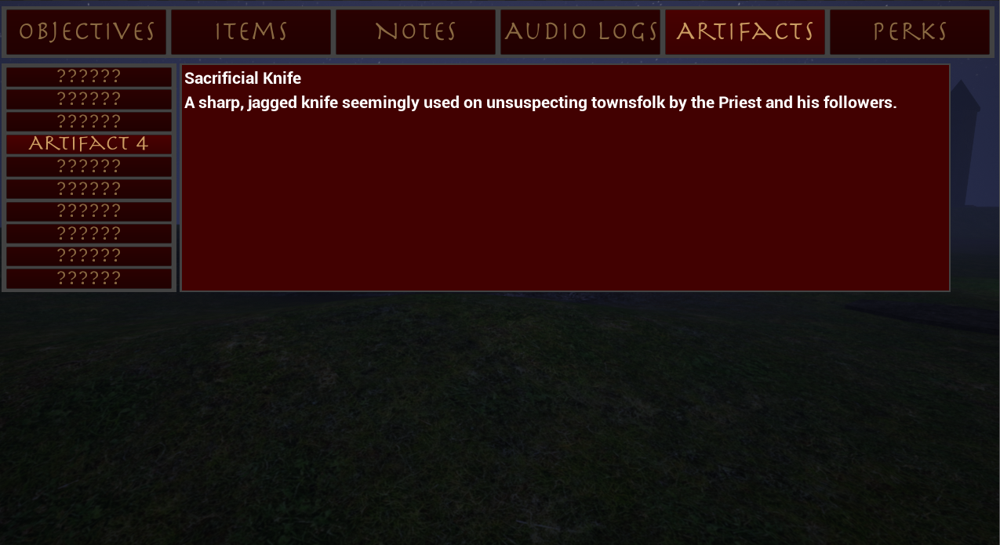 OBJECTIVES ITEMS NOTES AUDIO LOGS ARTIFACTS PERKS
??????
??????
??????
ARTIFACT 4
??????
??????
??????
??????
??????
??????
Sacrificial Knife
A sharp, jagged knife seemingly used on unsuspecting townsfolk by the Priest and his followers.